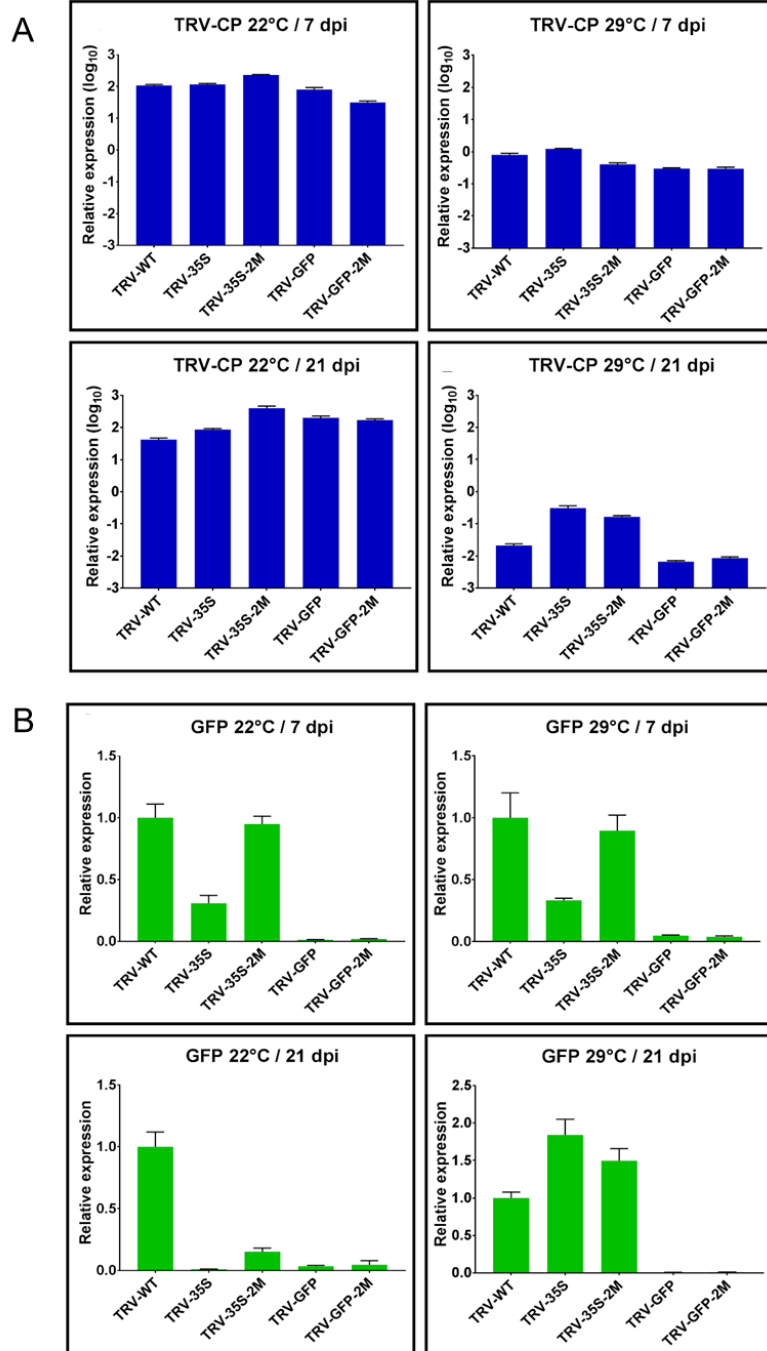 A
TRV-CP 22°C / 7 dpi
Relative expression (log10)
3
2
1
0
-1
-2
-3
TRV-WT
TRV-35S
TRV-35S-2M
TRV-GFP
TRV-GFP-2M
TRV-CP 29°C / 7 dpi
Relative expression (log10)
3
2
1
0
-1
-2
-3
TRV-WT
TRV-35S
TRV-35S-2M
TRV-GFP
TRV-GFP-2M
TRV-CP 22°C / 21 dpi
Relative expression (log10)
3
2
1
0
-1
-2
-3
TRV-WT
TRV-35S
TRV-35S-2M
TRV-GFP
TRV-GFP-2M
TRV-CP 29°C / 21 dpi
Relative expression (log10)
3
2
1
0
-1
-2
-3
TRV-WT
TRV-35S
TRV-35S-2M
TRV-GFP
TRV-GFP-2M
B
GFP 22°C / 7 dpi
Relative expression
1.5
1.0
0.5
0.0
TRV-WT
TRV-35S
TRV-35S-2M
TRV-GFP
TRV-GFP-2M
GFP 29°C / 7 dpi
Relative expression
1.5
1.0
0.5
0.0
TRV-WT
TRV-35S
TRV-35S-2M
TRV-GFP
TRV-GFP-2M
GFP 22°C / 21 dpi
Relative expression
1.5
1.0
0.5
0.0
TRV-WT
TRV-35S
TRV-35S-2M
TRV-GFP
TRV-GFP-2M
GFP 29°C / 21 dpi
Relative expression
2.5
2.0
1.5
1.0
0.5
0.0
TRV-WT
TRV-35S
TRV-35S-2M
TRV-GFP
TRV-GFP-2M